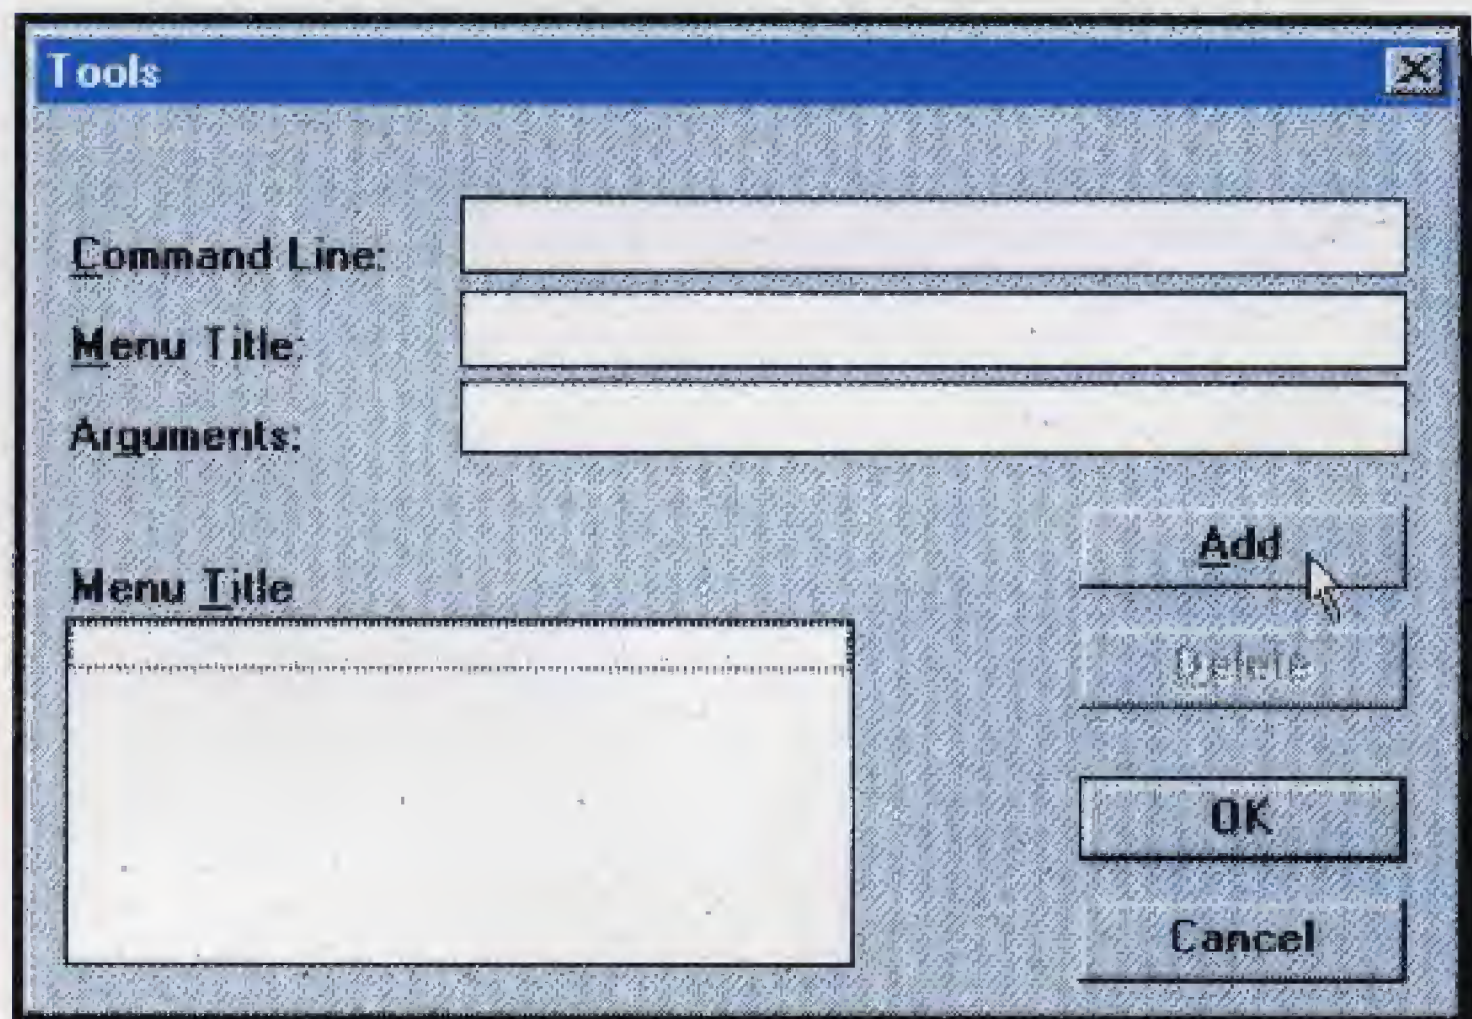 Tools
Command Line:
Menu Title:
Arguments:
Add
Menu Title
Delete
OK
Cancel